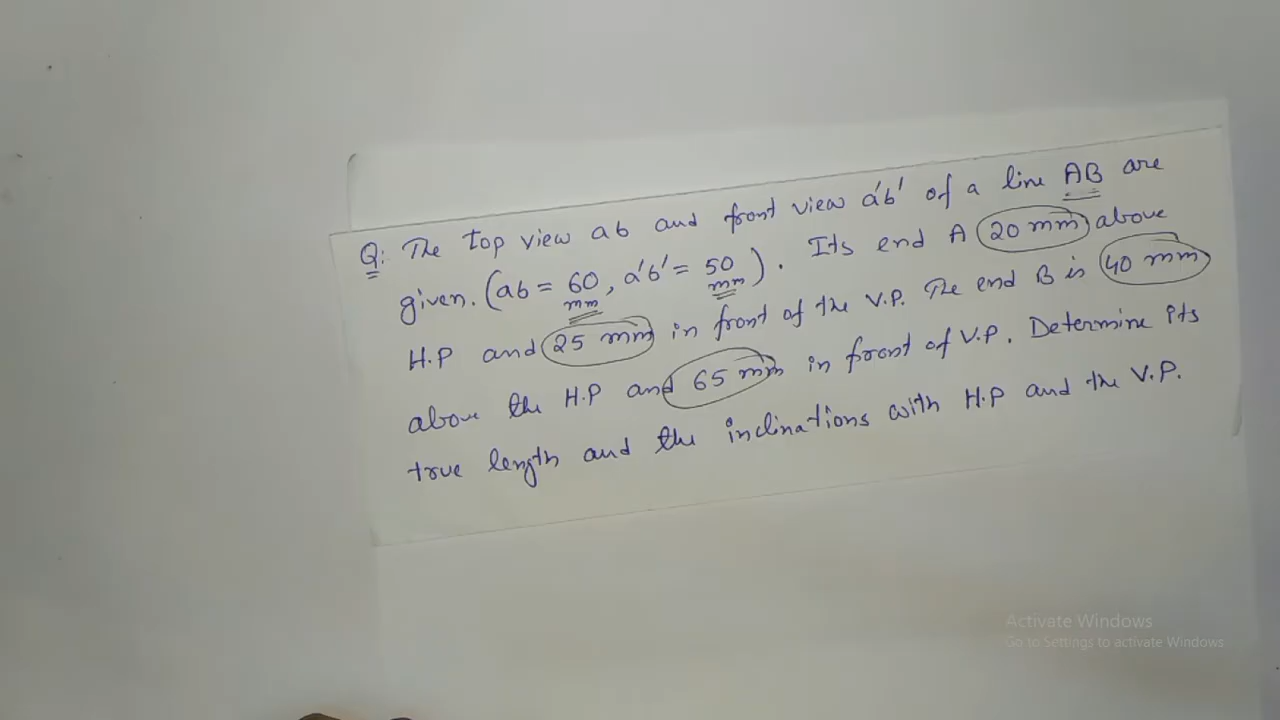 Q: The top view ab and front view a'b' of a line AB are
given. (ab = 60 mm, a'b' = 50 mm). Its end A 20 mm above
H.P and 25 mm in front of the V.P. The end B is 40 mm
above the H.P and 65 mm in front of V.P. Determine its
true length and the inclinations with H.P and the V.P.
Activate Windows
Go to Settings to activate Windows